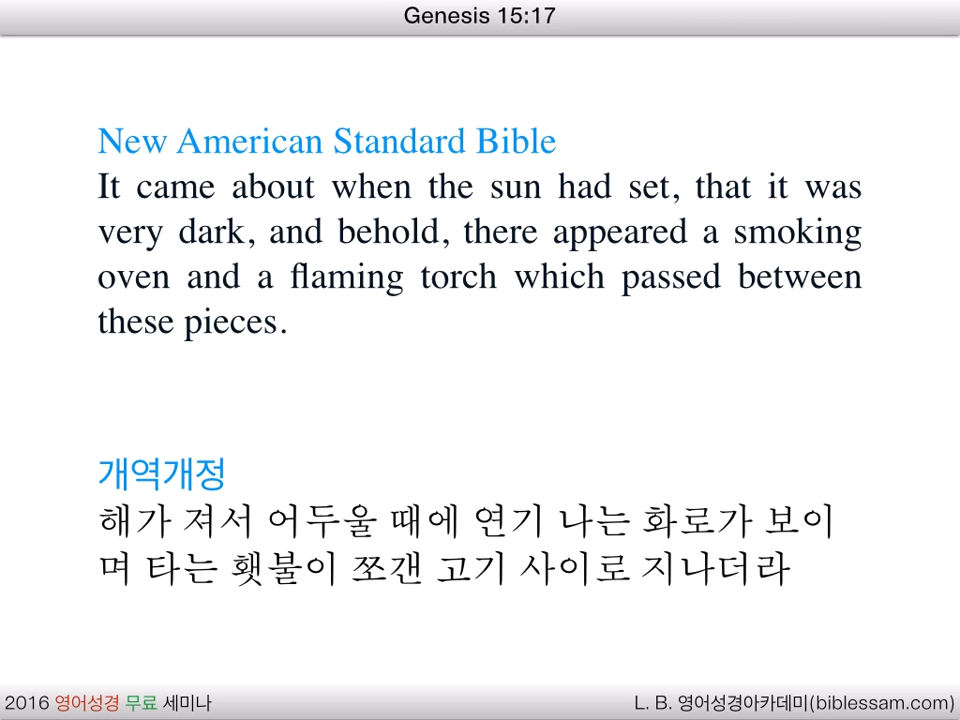 Genesis 15:17
New American Standard Bible
It came about when the sun had set, that it was
very dark, and behold, there appeared a smoking
oven and a flaming torch which passed between
these pieces.
개역개정
해가 져서 어두울 때에 연기 나는 화로가 보이
며 타는 횃불이 쪼갠 고기 사이로 지나더라
2016 영어성경 무료 세미나
L. B. 영어성경아카데미(biblessam.com)